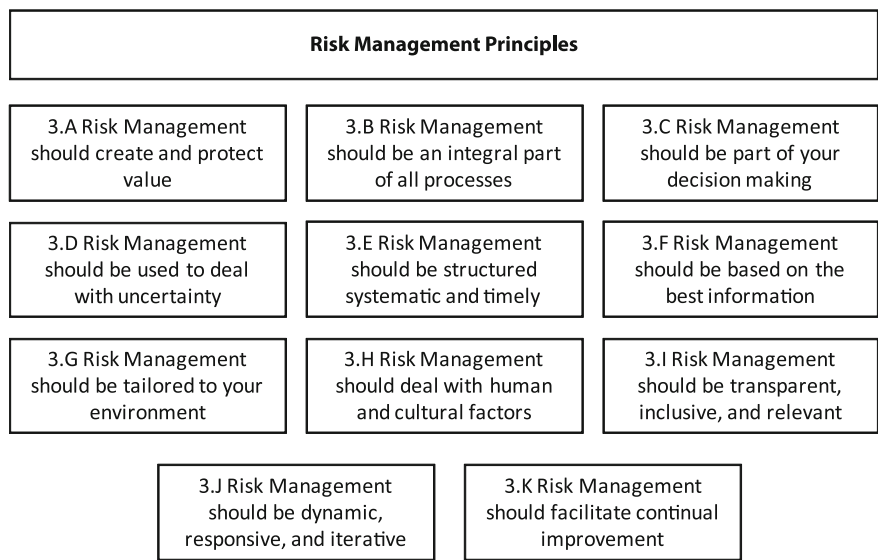 Risk Management Principles
3.A Risk Management
should create and protect
value
3.B Risk Management
should be an integral part
of all processes
3.C Risk Management
should be part of your
decision making
3.D Risk Management
should be used to deal
with uncertainty
3.E Risk Management
should be structured
systematic and timely
3.F Risk Management
should be based on the
best information
3.G Risk Management
should be tailored to your
environment
3.H Risk Management
should deal with human
and cultural factors
3.I Risk Management
should be transparent,
inclusive, and relevant
3.J Risk Management
should be dynamic,
responsive, and iterative
3.K Risk Management
should facilitate continual
improvement